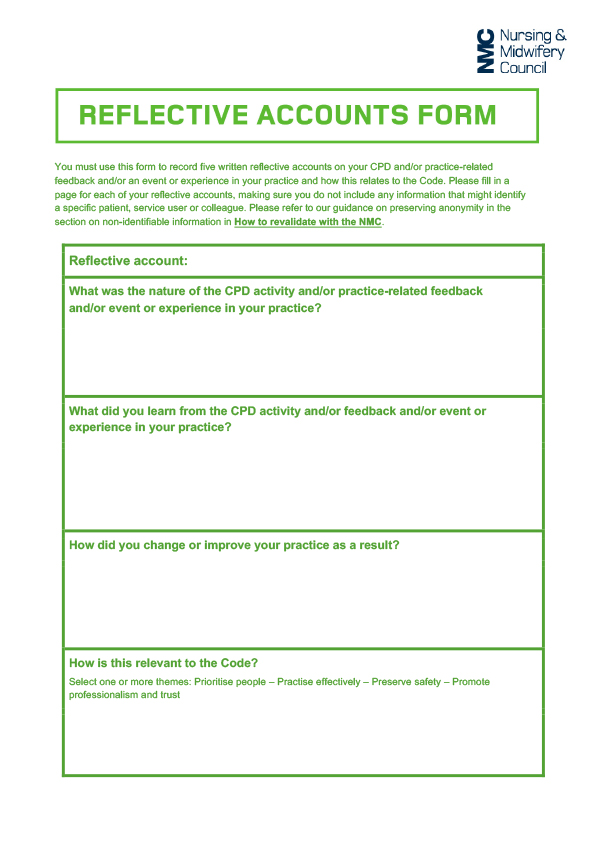 NMC
Nursing &
Midwifery
Council
REFLECTIVE ACCOUNTS FORM
You must use this form to record five written reflective accounts on your CPD and/or practice-related
feedback and/or an event or experience in your practice and how this relates to the Code. Please fill in a
page for each of your reflective accounts, making sure you do not include any information that might identify
a specific patient, service user or colleague. Please refer to our guidance on preserving anonymity in the
section on non-identifiable information in How to revalidate with the NMC.
Reflective account:
What was the nature of the CPD activity and/or practice-related feedback
and/or event or experience in your practice?
What did you learn from the CPD activity and/or feedback and/or event or
experience in your practice?
How did you change or improve your practice as a result?
How is this relevant to the Code?
Select one or more themes: Prioritise people – Practise effectively – Preserve safety – Promote
professionalism and trust